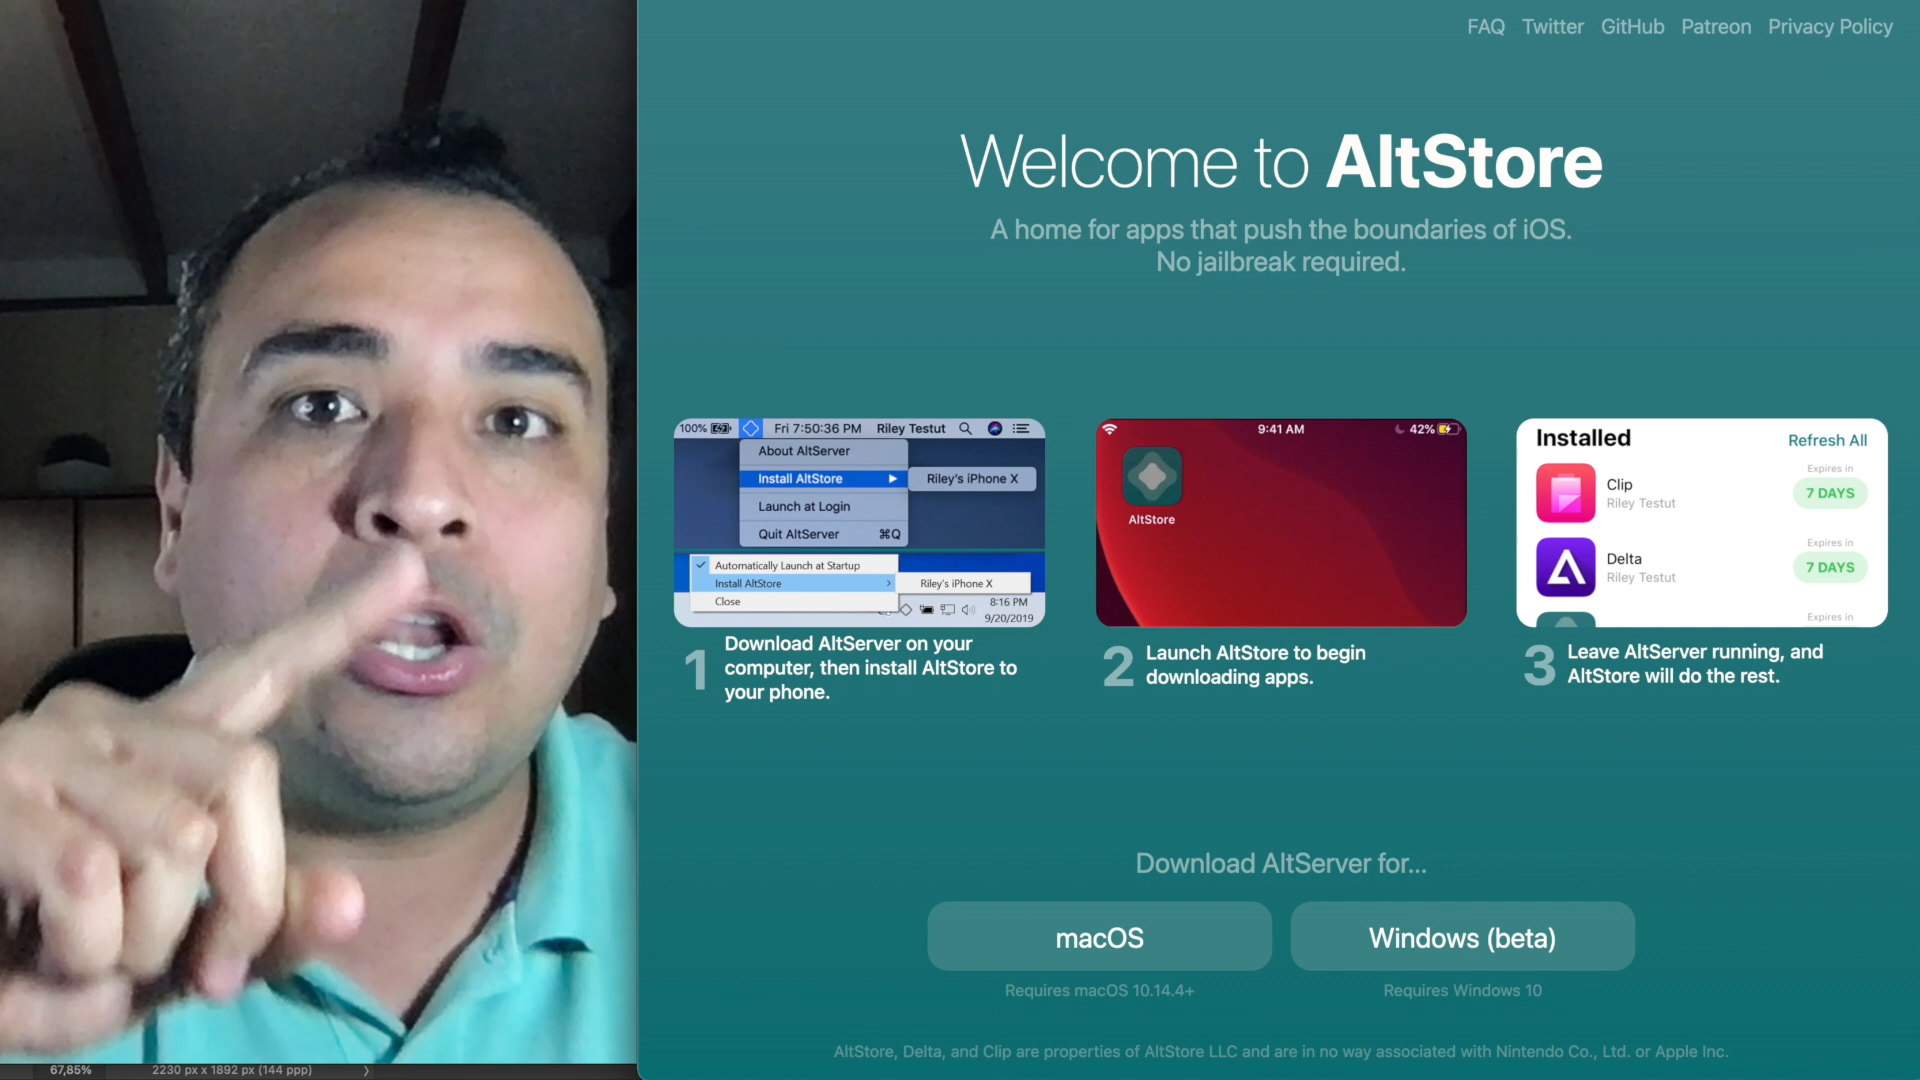 FAQ Twitter GitHub Patreon Privacy Policy
Welcome to AltStore
A home for apps that push the boundaries of iOS.
No jailbreak required.
100% Fri 7:50:36 PM Riley Testut
About AltServer
Install AltStore ▶ Riley's iPhone X
Launch at Login
Quit AltServer ⌘Q
✓ Automatically Launch at Startup
Install AltStore > Riley's iPhone X
Close
8:16 PM
9/20/2019
1 Download AltServer on your
computer, then install AltStore to
your phone.
9:41 AM 42%
AltStore
2 Launch AltStore to begin
downloading apps.
Installed Refresh All
Expires in
Clip
Riley Testut
7 DAYS
Expires in
Delta
Riley Testut
7 DAYS
Expires in
3 Leave AltServer running, and
AltStore will do the rest.
Download AltServer for...
macOS Windows (beta)
Requires macOS 10.14.4+ Requires Windows 10
AltStore, Delta, and Clip are properties of AltStore LLC and are in no way associated with Nintendo Co., Ltd. or Apple Inc.
67,85% 2230 px x 1892 px (144 ppp) >